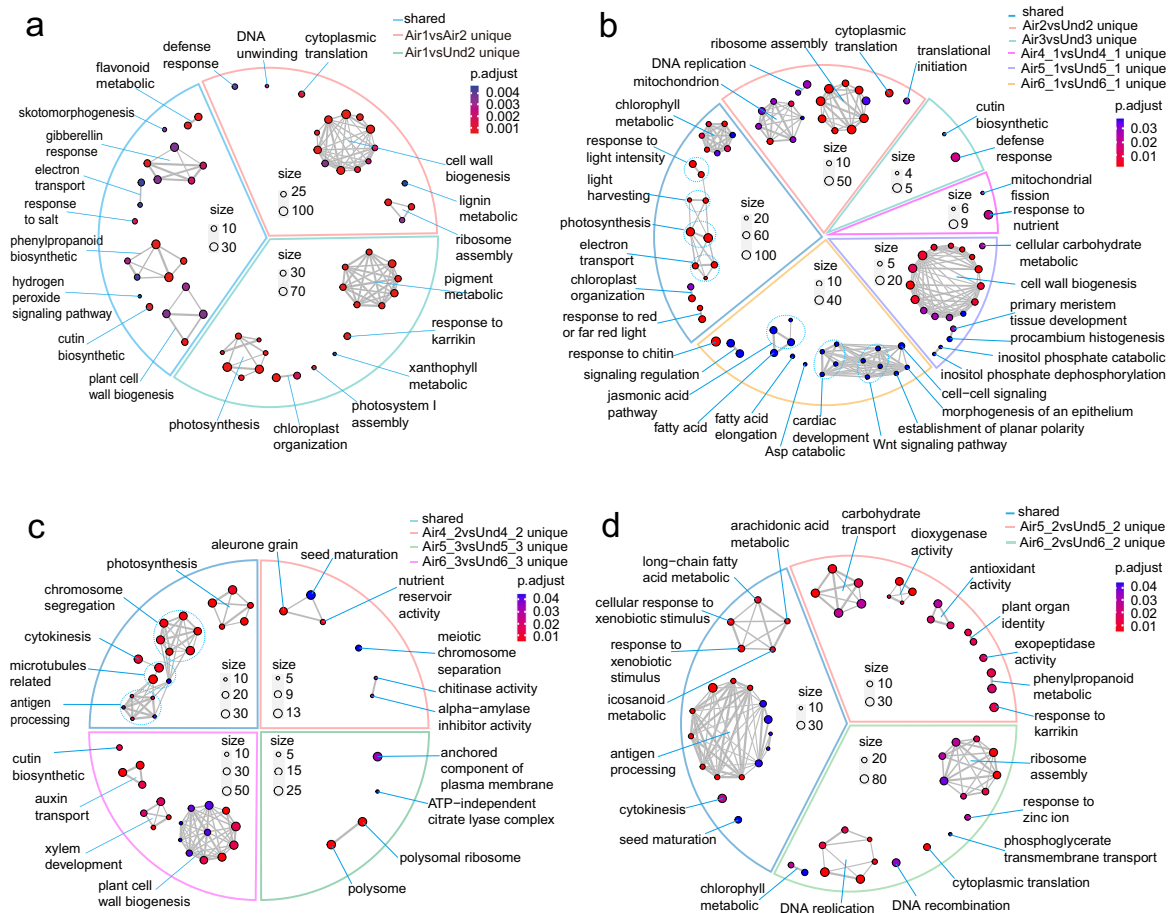 a
shared
Air1vsAir2 unique
Air1vsUnd2 unique
p.adjust
0.004
0.003
0.002
0.001
DNA
unwinding
cytoplasmic
translation
defense
response
flavonoid
metabolic
skotomorphogenesis
gibberellin
response
electron
transport
response
to salt
phenylpropanoid
biosynthetic
hydrogen
peroxide
signaling pathway
cutin
biosynthetic
plant cell
wall biogenesis
size
10
30
size
25
100
cell wall
biogenesis
lignin
metabolic
ribosome
assembly
size
30
70
pigment
metabolic
response to
karrikin
xanthophyll
metabolic
photosystem I
assembly
chloroplast
organization
photosynthesis
b
shared
Air2vsUnd2 unique
Air3vsUnd3 unique
Air4_1vsUnd4_1 unique
Air5_1vsUnd5_1 unique
Air6_1vsUnd6_1 unique
p.adjust
0.03
0.02
0.01
ribosome assembly
cytoplasmic
translation
translational
initiation
DNA replication
mitochondrion
chlorophyll
metabolic
response to
light intensity
light
harvesting
photosynthesis
electron
transport
chloroplast
organization
response to red
or far red light
size
20
60
100
size
10
50
size
4
5
cutin
biosynthetic
defense
response
size
6
9
mitochondrial
fission
response to
nutrient
size
5
20
cellular carbohydrate
metabolic
cell wall biogenesis
primary meristem
tissue development
procambium histogenesis
inositol phosphate catabolic
inositol phosphate dephosphorylation
size
10
40
response to chitin
signaling regulation
jasmonic acid
pathway
fatty acid
fatty acid
elongation
Asp catabolic
cardiac
development
Wnt signaling pathway
cell-cell signaling
morphogenesis of an epithelium
establishment of planar polarity
c
shared
Air4_2vsUnd4_2 unique
Air5_3vsUnd5_3 unique
Air6_3vsUnd6_3 unique
p.adjust
0.04
0.03
0.02
0.01
photosynthesis
chromosome
segregation
cytokinesis
microtubules
related
antigen
processing
size
10
20
30
aleurone grain
seed maturation
nutrient
reservoir activity
meiotic
chromosome
separation
chitinase activity
alpha-amylase
inhibitor activity
size
5
9
13
cutin
biosynthetic
auxin
transport
xylem
development
plant cell
wall biogenesis
size
10
30
50
size
5
15
25
anchored
component of
plasma membrane
ATP-independent
citrate lyase complex
polysomal ribosome
polysome
d
shared
Air5_2vsUnd5_2 unique
Air6_2vsUnd6_2 unique
p.adjust
0.04
0.03
0.02
0.01
arachidonic acid
metabolic
carbohydrate
transport
dioxygenase
activity
long-chain fatty
acid metabolic
cellular response to
xenobiotic stimulus
response to
xenobiotic
stimulus
icosanoid
metabolic
antigen
processing
cytokinesis
seed maturation
size
10
30
size
10
30
antioxidant
activity
plant organ
identity
exopeptidase
activity
phenylpropanoid
metabolic
response to
karrikin
size
20
80
ribosome
assembly
response to
zinc ion
phosphoglycerate
transmembrane transport
cytoplasmic translation
DNA recombination
DNA replication
chlorophyll
metabolic